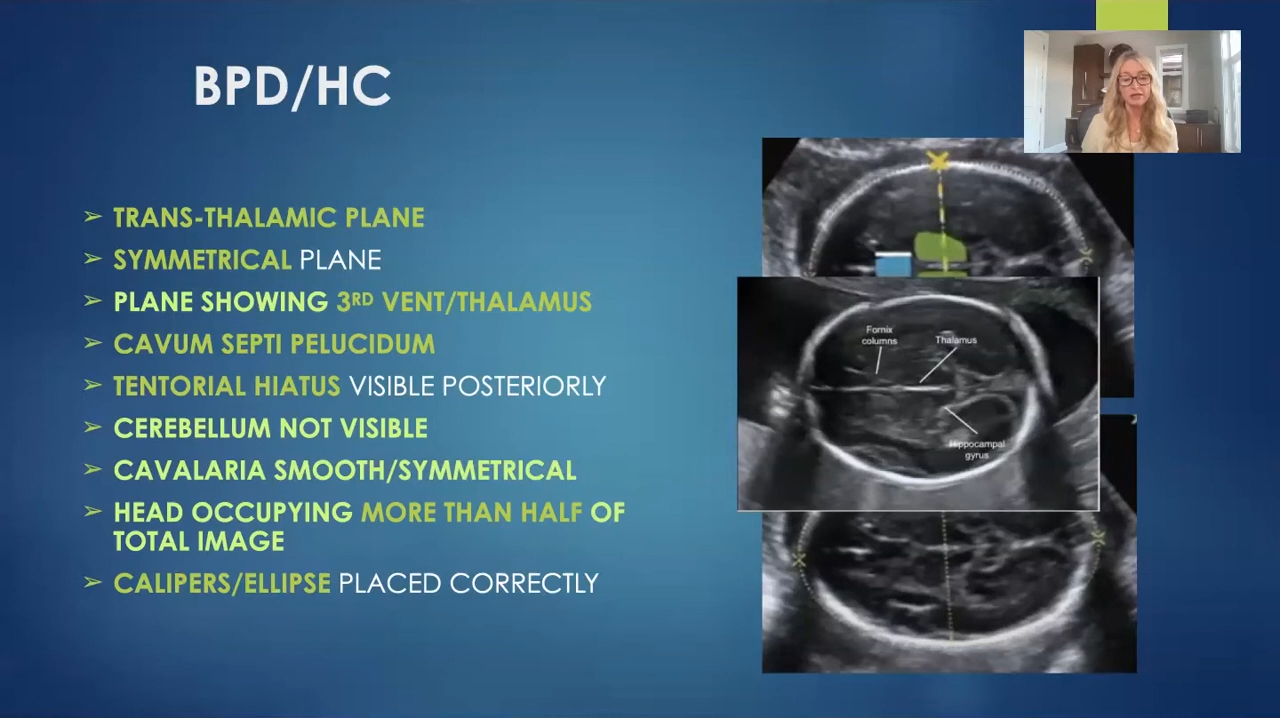 BPD/HC
TRANS-THALAMIC PLANE
SYMMETRICAL PLANE
PLANE SHOWING 3RD VENT/THALAMUS
CAVUM SEPTI PELUCIDUM
TENTORIAL HIATUS VISIBLE POSTERIORLY
CEREBELLUM NOT VISIBLE
CAVALARIA SMOOTH/SYMMETRICAL
HEAD OCCUPYING MORE THAN HALF OF
TOTAL IMAGE
CALIPERS/ELLIPSE PLACED CORRECTLY
Fornix
columns
Thalamus
Hippocampal
gyrus